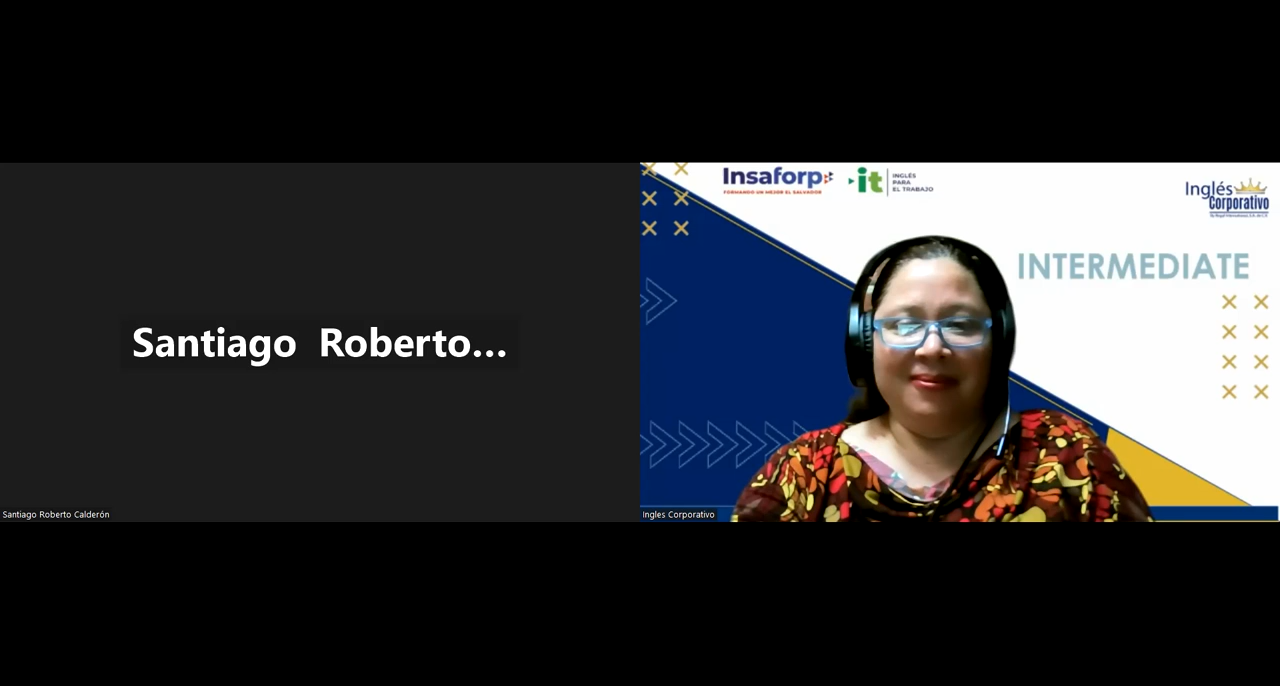 Santiago Roberto...
Santiago Roberto Calderón
Insaforp
FORMANDO UN MEJOR EL SALVADOR
it
INGLÉS
PARA
EL TRABAJO
Inglés
Corporativo
INTERMEDIATE
Ingles Corporativo